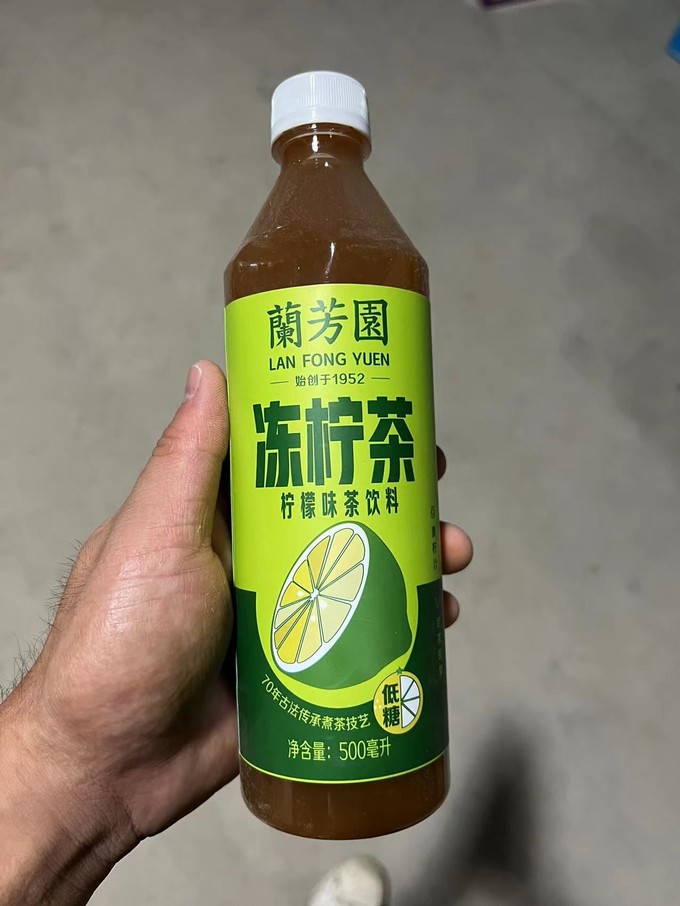 蘭芳園
LAN FONG YUEN
始创于1952
冻柠茶
柠檬味茶饮料
70年古法传承煮茶技艺
低糖
净含量：500毫升